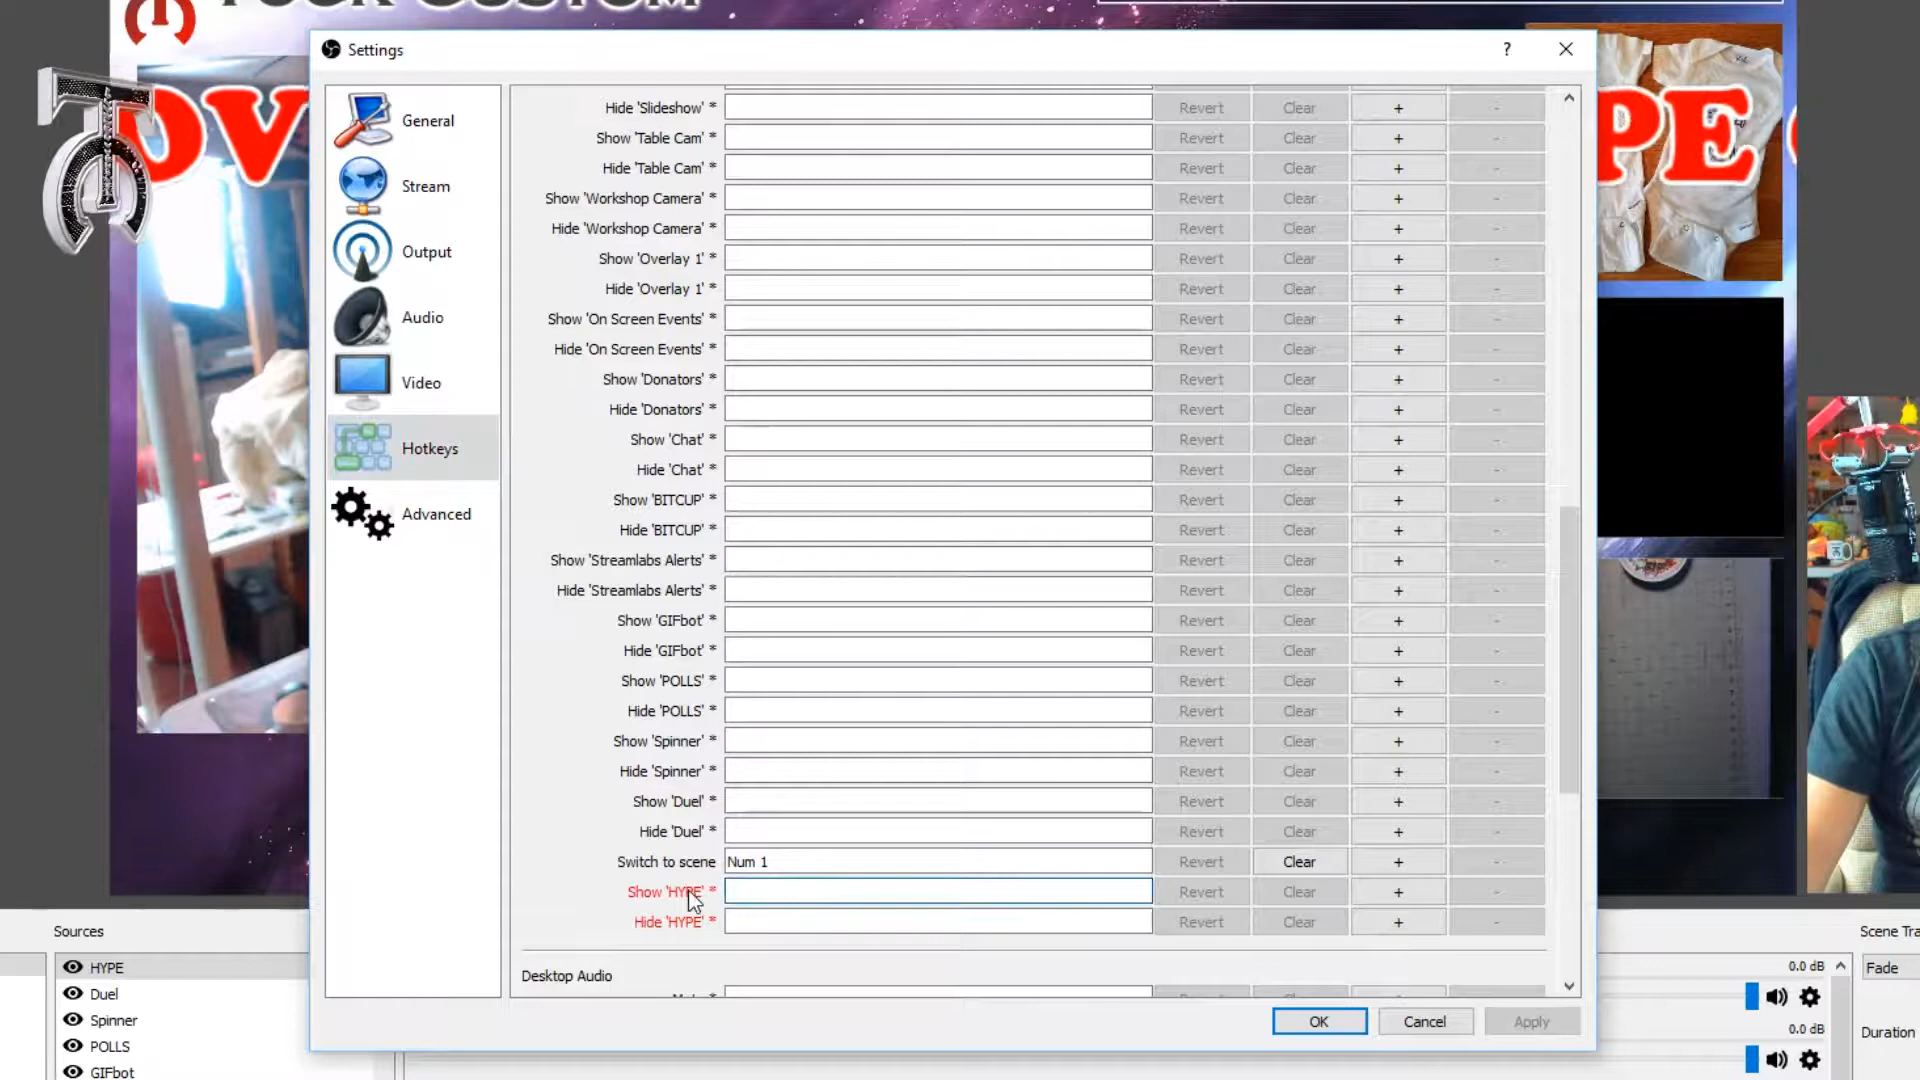 YOUR CUSTOM
Settings
?
OV
PE
General
Stream
Output
Audio
Video
Hotkeys
Advanced
Hide 'Slideshow' * Revert Clear + -
Show 'Table Cam' * Revert Clear + -
Hide 'Table Cam' * Revert Clear + -
Show 'Workshop Camera' * Revert Clear + -
Hide 'Workshop Camera' * Revert Clear + -
Show 'Overlay 1' * Revert Clear + -
Hide 'Overlay 1' * Revert Clear + -
Show 'On Screen Events' * Revert Clear + -
Hide 'On Screen Events' * Revert Clear + -
Show 'Donators' * Revert Clear + -
Hide 'Donators' * Revert Clear + -
Show 'Chat' * Revert Clear + -
Hide 'Chat' * Revert Clear + -
Show 'BITCUP' * Revert Clear + -
Hide 'BITCUP' * Revert Clear + -
Show 'Streamlabs Alerts' * Revert Clear + -
Hide 'Streamlabs Alerts' * Revert Clear + -
Show 'GIFbot' * Revert Clear + -
Hide 'GIFbot' * Revert Clear + -
Show 'POLLS' * Revert Clear + -
Hide 'POLLS' * Revert Clear + -
Show 'Spinner' * Revert Clear + -
Hide 'Spinner' * Revert Clear + -
Show 'Duel' * Revert Clear + -
Hide 'Duel' * Revert Clear + -
Switch to scene Num 1 Revert Clear + -
Show 'HYPE' * Revert Clear + -
Hide 'HYPE' * Revert Clear + -
Desktop Audio
OK Cancel Apply
Sources
HYPE
Duel
Spinner
POLLS
GIFbot
Scene Tra
0.0 dB
Fade
0.0 dB
Duration